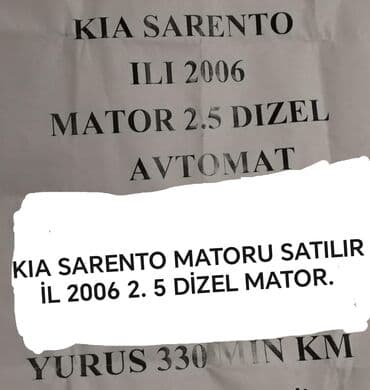 KIA SARENTO
ILI 2006
MATOR 2.5 DIZEL
AVTOMAT
KIA SARENTO MATORU SATILIR
İL 2006 2. 5 DİZEL MATOR.
YURUS 330 MIN KM